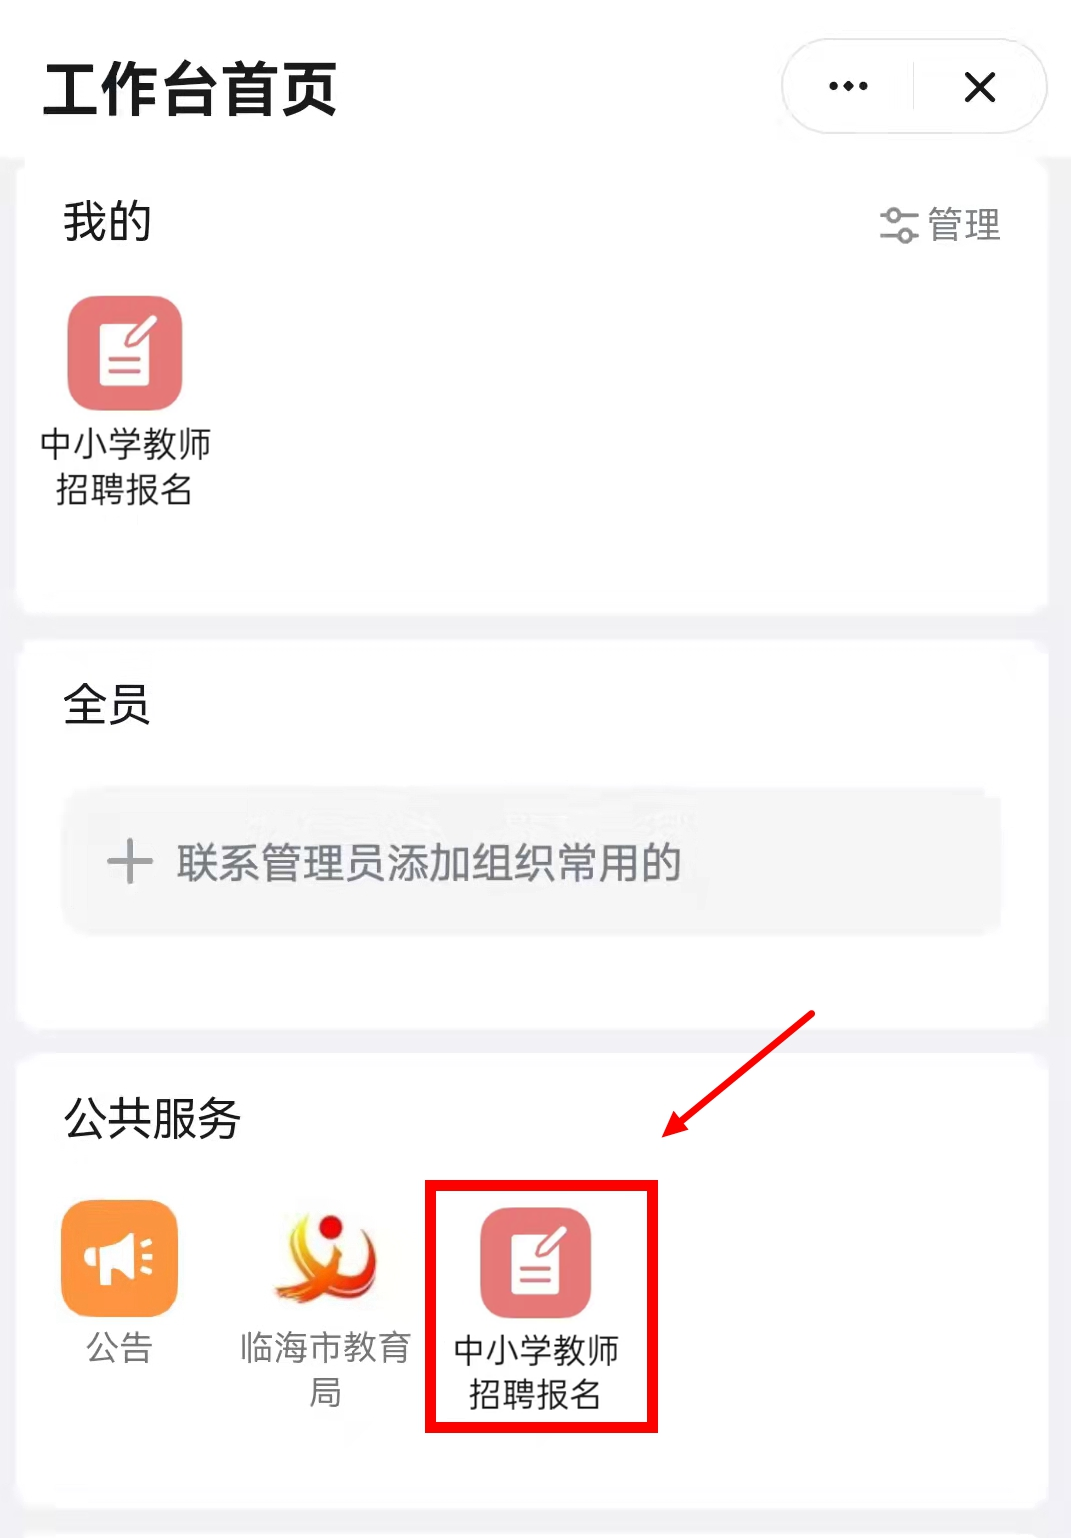 工作台首页
我的
管理
中小学教师
招聘报名
全员
联系管理员添加组织常用的
公共服务
公告
临海市教育
局
中小学教师
招聘报名